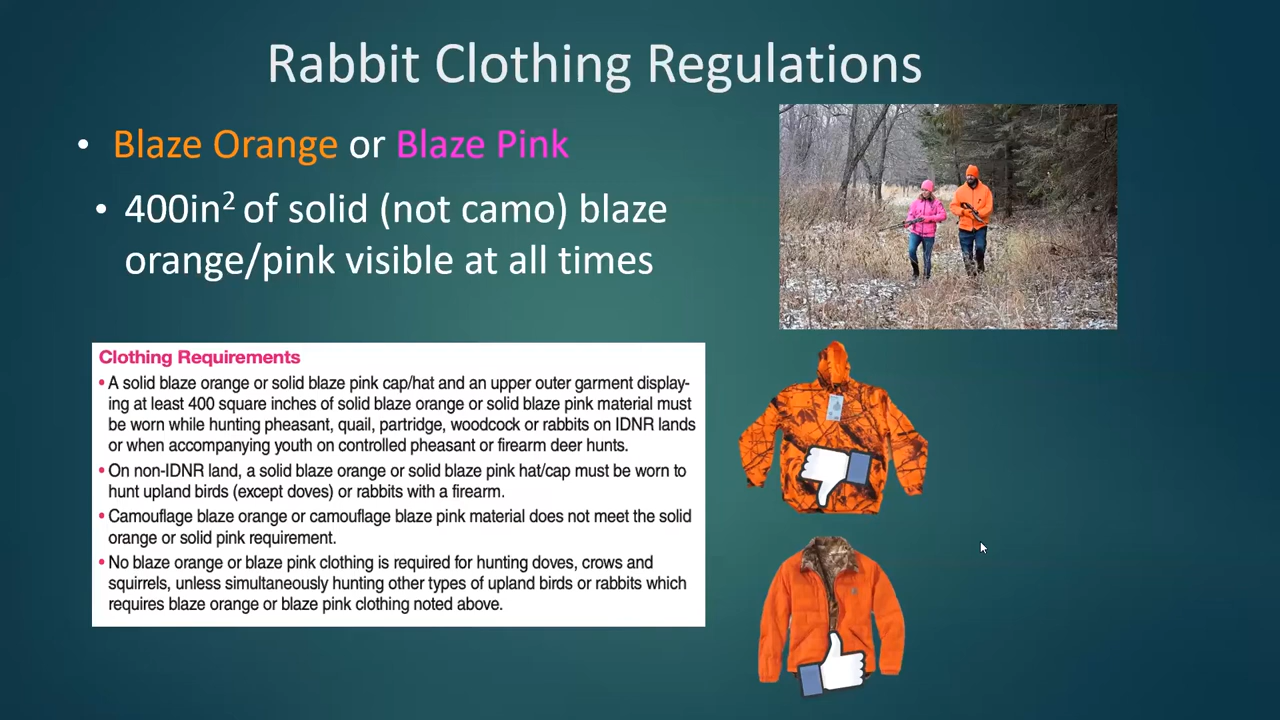 Rabbit Clothing Regulations
• Blaze Orange or Blaze Pink
• 400in² of solid (not camo) blaze
orange/pink visible at all times
Clothing Requirements
• A solid blaze orange or solid blaze pink cap/hat and an upper outer garment display-
ing at least 400 square inches of solid blaze orange or solid blaze pink material must
be worn while hunting pheasant, quail, partridge, woodcock or rabbits on IDNR lands
or when accompanying youth on controlled pheasant or firearm deer hunts.
• On non-IDNR land, a solid blaze orange or solid blaze pink hat/cap must be worn to
hunt upland birds (except doves) or rabbits with a firearm.
• Camouflage blaze orange or camouflage blaze pink material does not meet the solid
orange or solid pink requirement.
• No blaze orange or blaze pink clothing is required for hunting doves, crows and
squirrels, unless simultaneously hunting other types of upland birds or rabbits which
requires blaze orange or blaze pink clothing noted above.